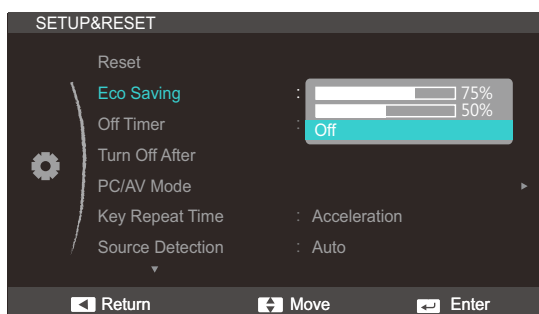 SETUP&RESET
Reset
Eco Saving :
75%
50%
Off
Off Timer :
Turn Off After
PC/AV Mode
Key Repeat Time : Acceleration
Source Detection : Auto
Return Move Enter